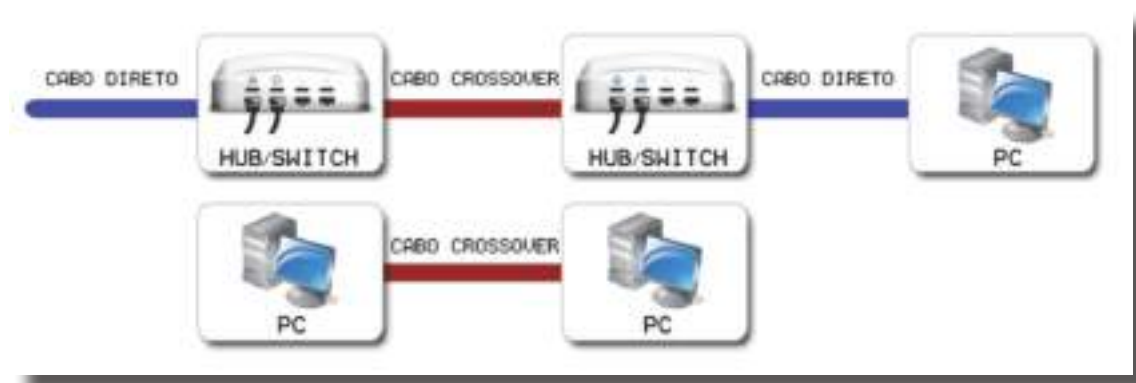 CABO DIRETO
CABO CROSSOVER
CABO DIRETO
HUB/SWITCH
HUB/SWITCH
PC
CABO CROSSOVER
PC
PC